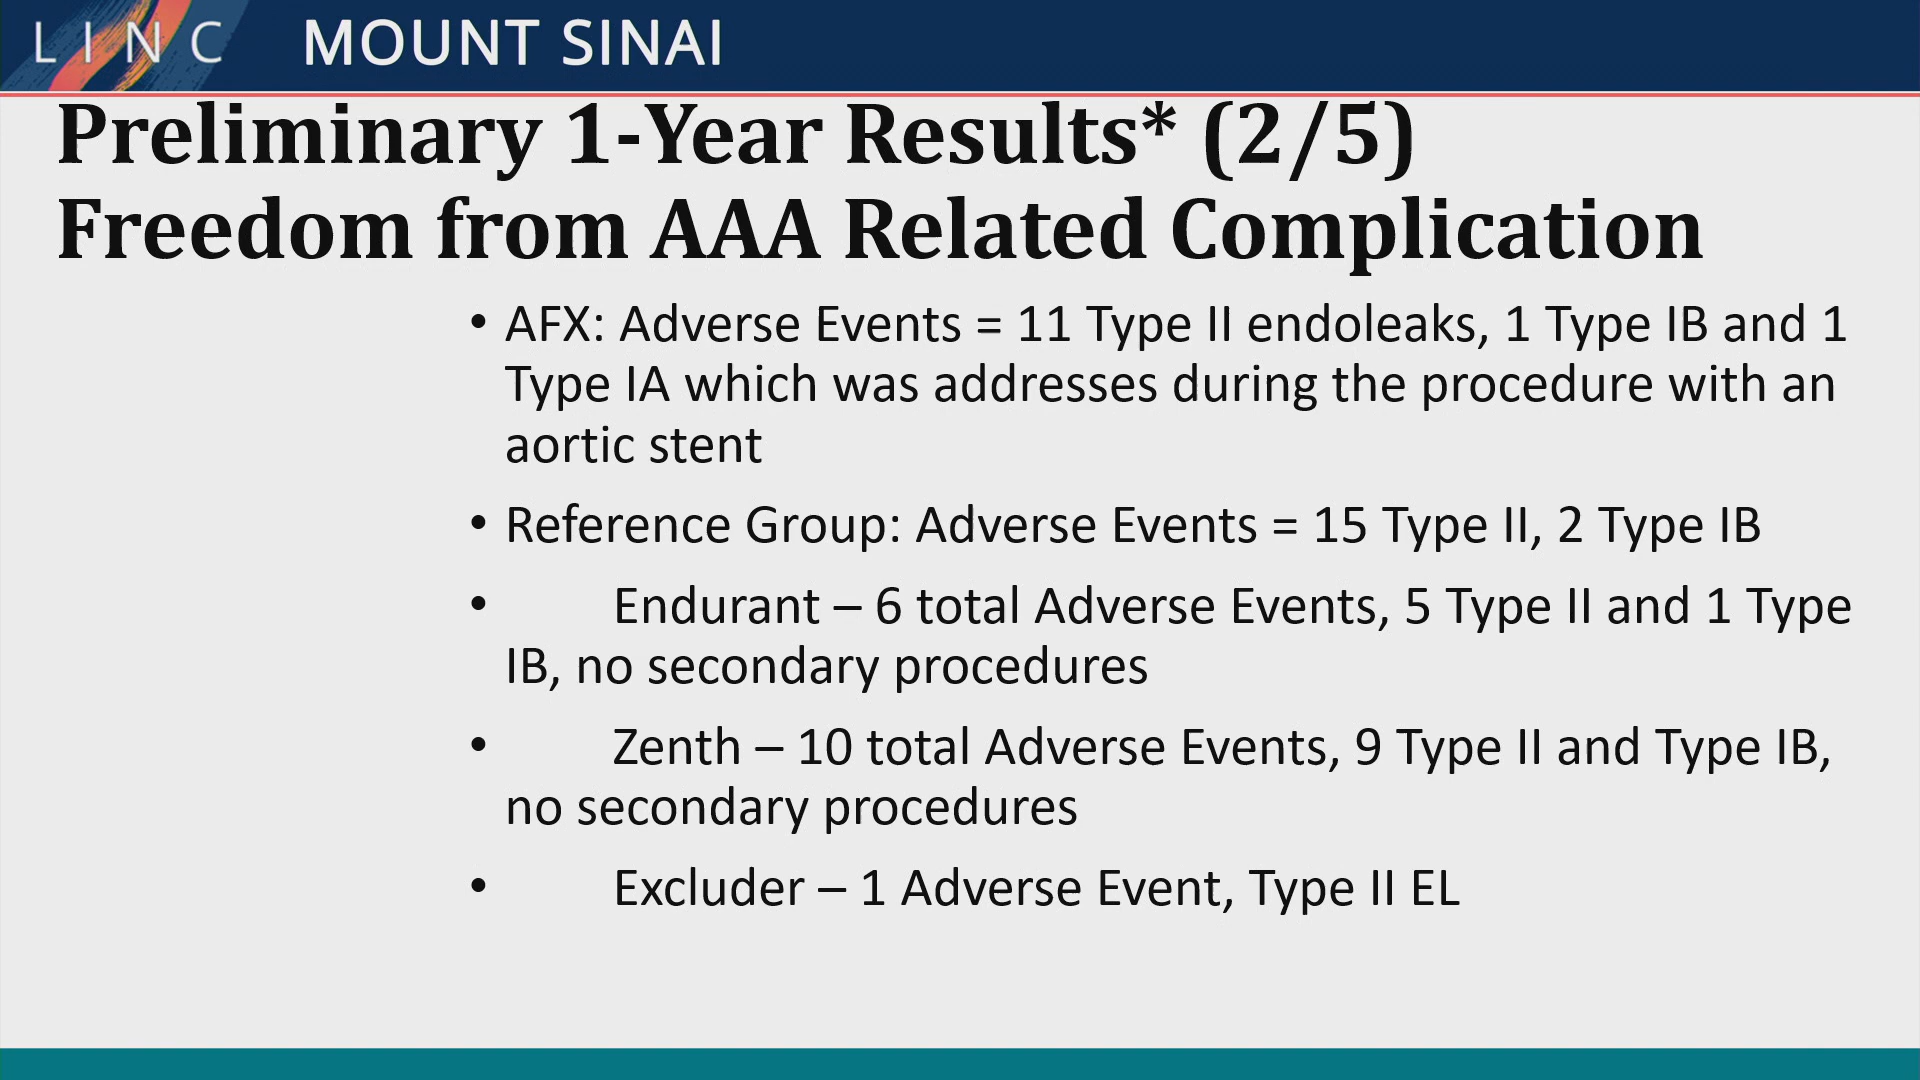 LINC MOUNT SINAI
Preliminary 1-Year Results* (2/5)
Freedom from AAA Related Complication
• AFX: Adverse Events = 11 Type II endoleaks, 1 Type IB and 1
Type IA which was addresses during the procedure with an
aortic stent
• Reference Group: Adverse Events = 15 Type II, 2 Type IB
• Endurant – 6 total Adverse Events, 5 Type II and 1 Type
IB, no secondary procedures
• Zenth – 10 total Adverse Events, 9 Type II and Type IB,
no secondary procedures
• Excluder – 1 Adverse Event, Type II EL